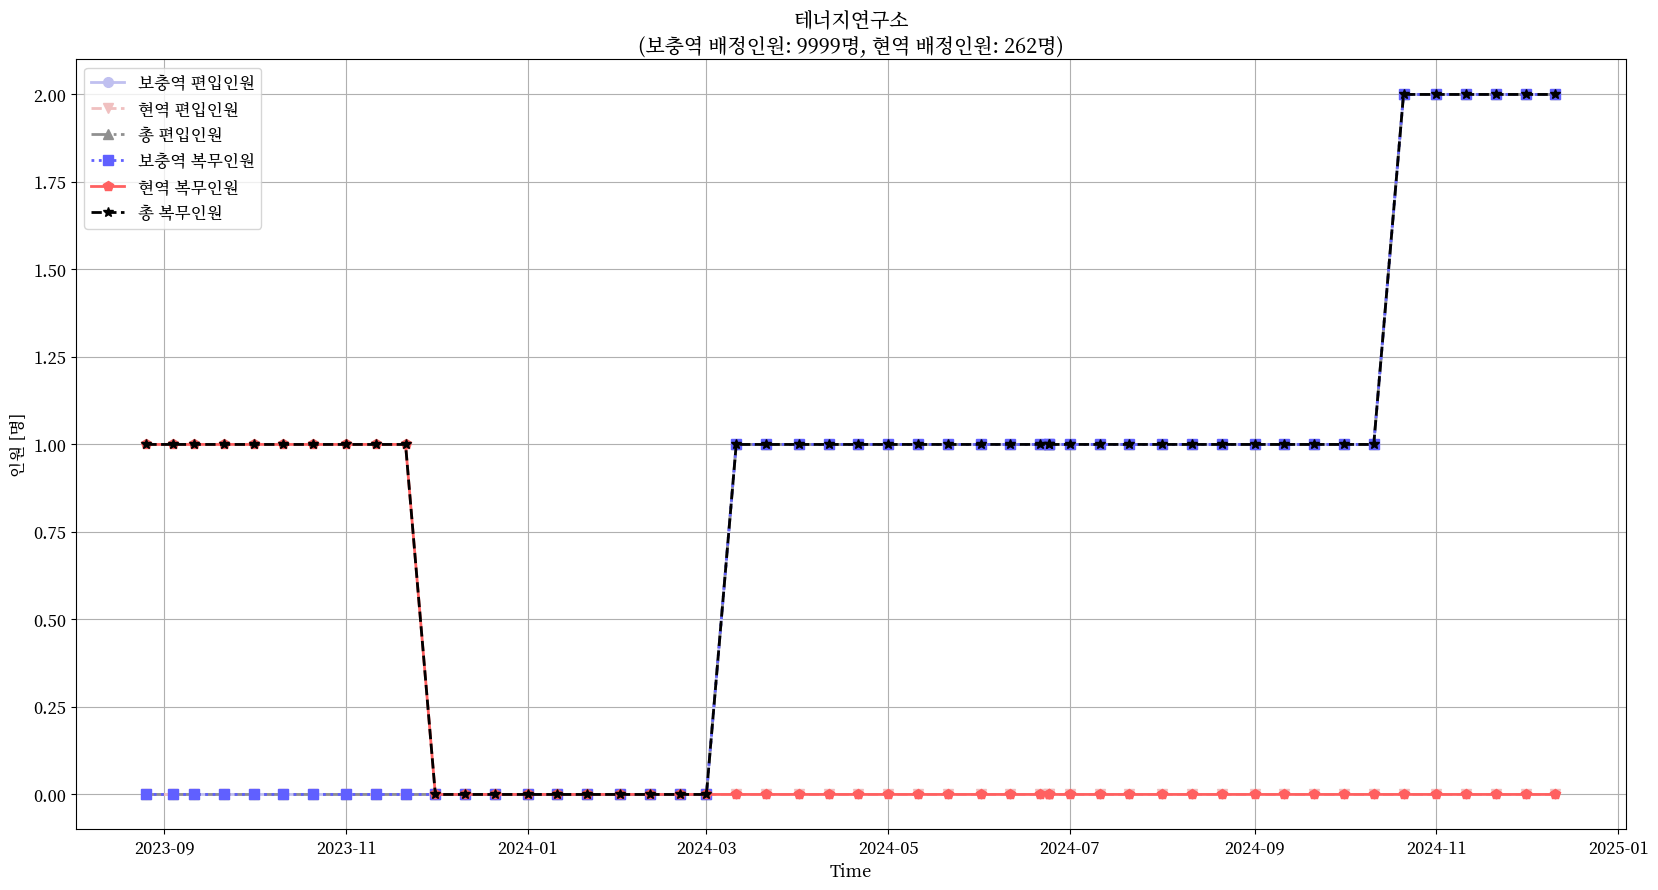 테너지연구소
(보충역 배정인원: 9999명, 현역 배정인원: 262명)
보충역 편입인원
현역 편입인원
총 편입인원
보충역 복무인원
현역 복무인원
총 복무인원
인원 [명]
2.00
1.75
1.50
1.25
1.00
0.75
0.50
0.25
0.00
2023-09
2023-11
2024-01
2024-03
2024-05
2024-07
2024-09
2024-11
2025-01
Time